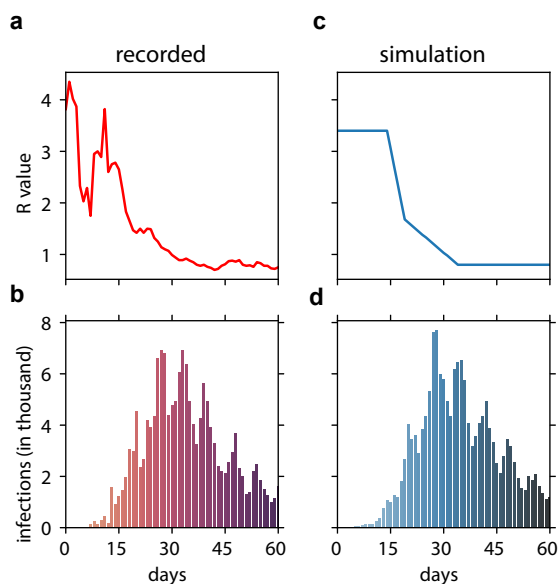 a
c
recorded
simulation
R value
4
3
2
1
b
d
infections (in thousand)
8
6
4
2
0
0 15 30 45 60
0 15 30 45 60
days
days